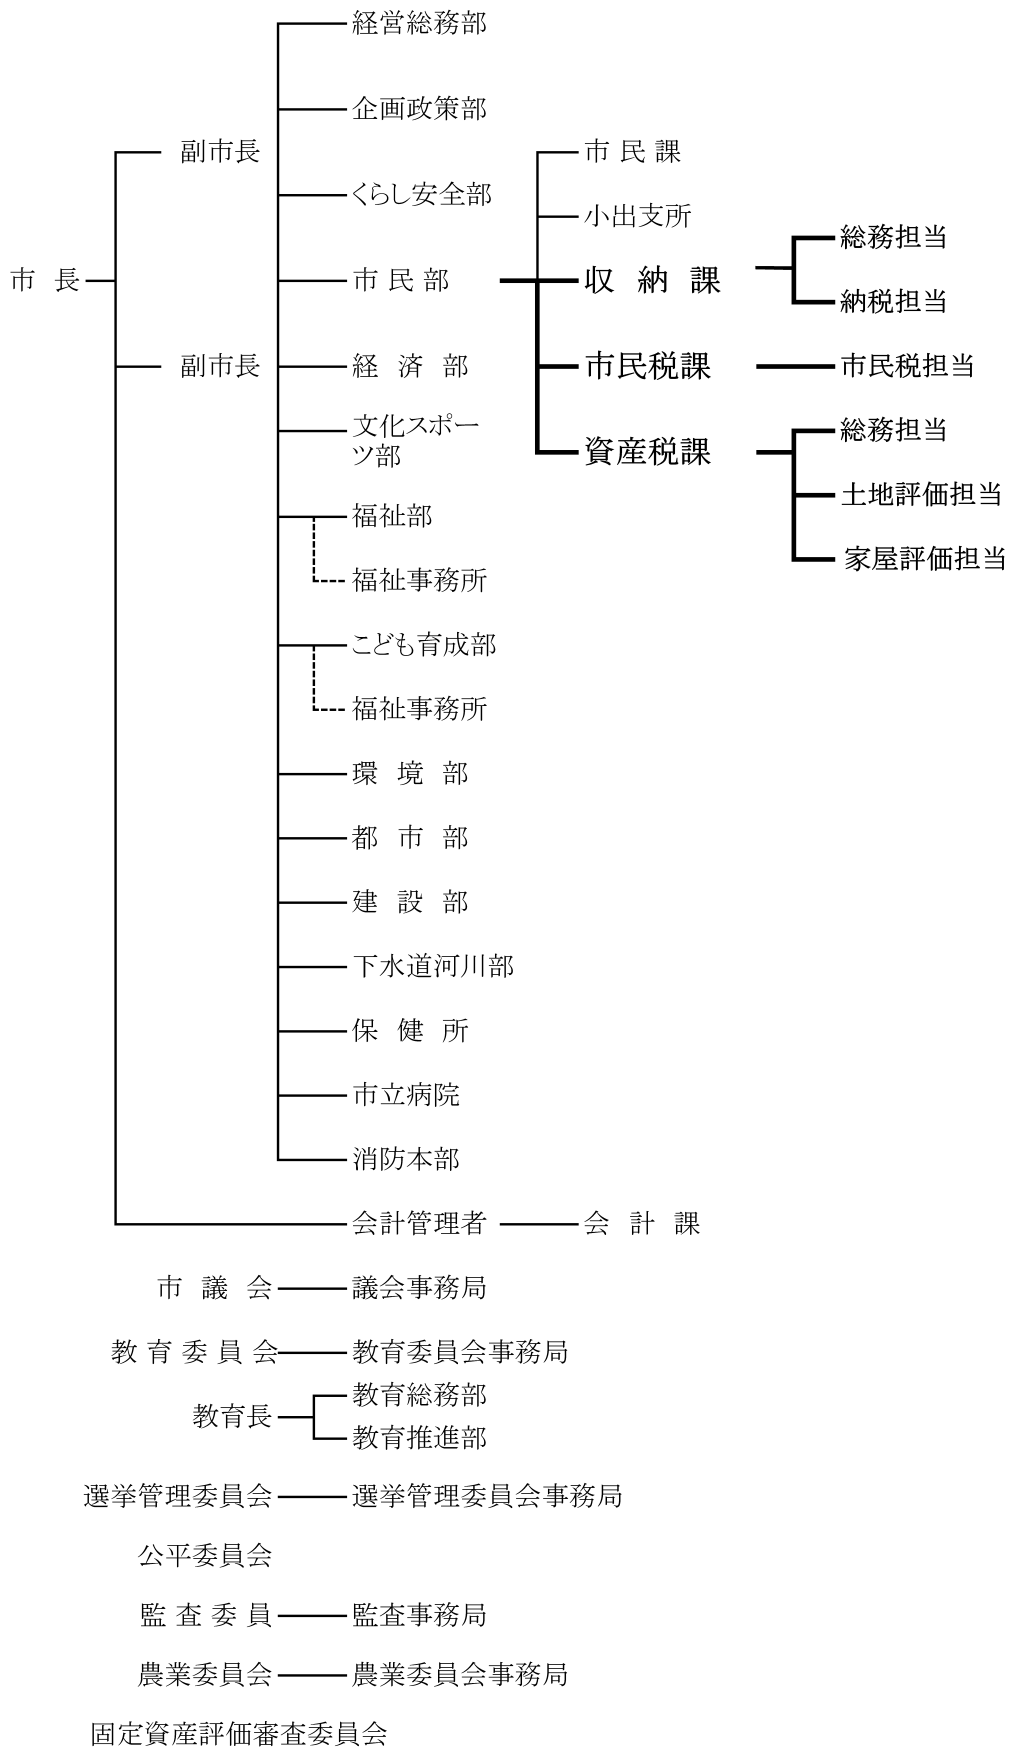 経営総務部
企画政策部
副市長
市民課
くらし安全部
小出支所
総務担当
市長
市民部
収納課
納税担当
副市長
経済部
市民税課
市民税担当
文化スポー
ツ部
資産税課
総務担当
土地評価担当
福祉部
家屋評価担当
福祉事務所
こども育成部
福祉事務所
環境部
都市部
建設部
下水道河川部
保健所
市立病院
消防本部
会計管理者
会計課
市議会
議会事務局
教育委員会
教育委員会事務局
教育長
教育総務部
教育推進部
選挙管理委員会
選挙管理委員会事務局
公平委員会
監査委員
監査事務局
農業委員会
農業委員会事務局
固定資産評価審査委員会